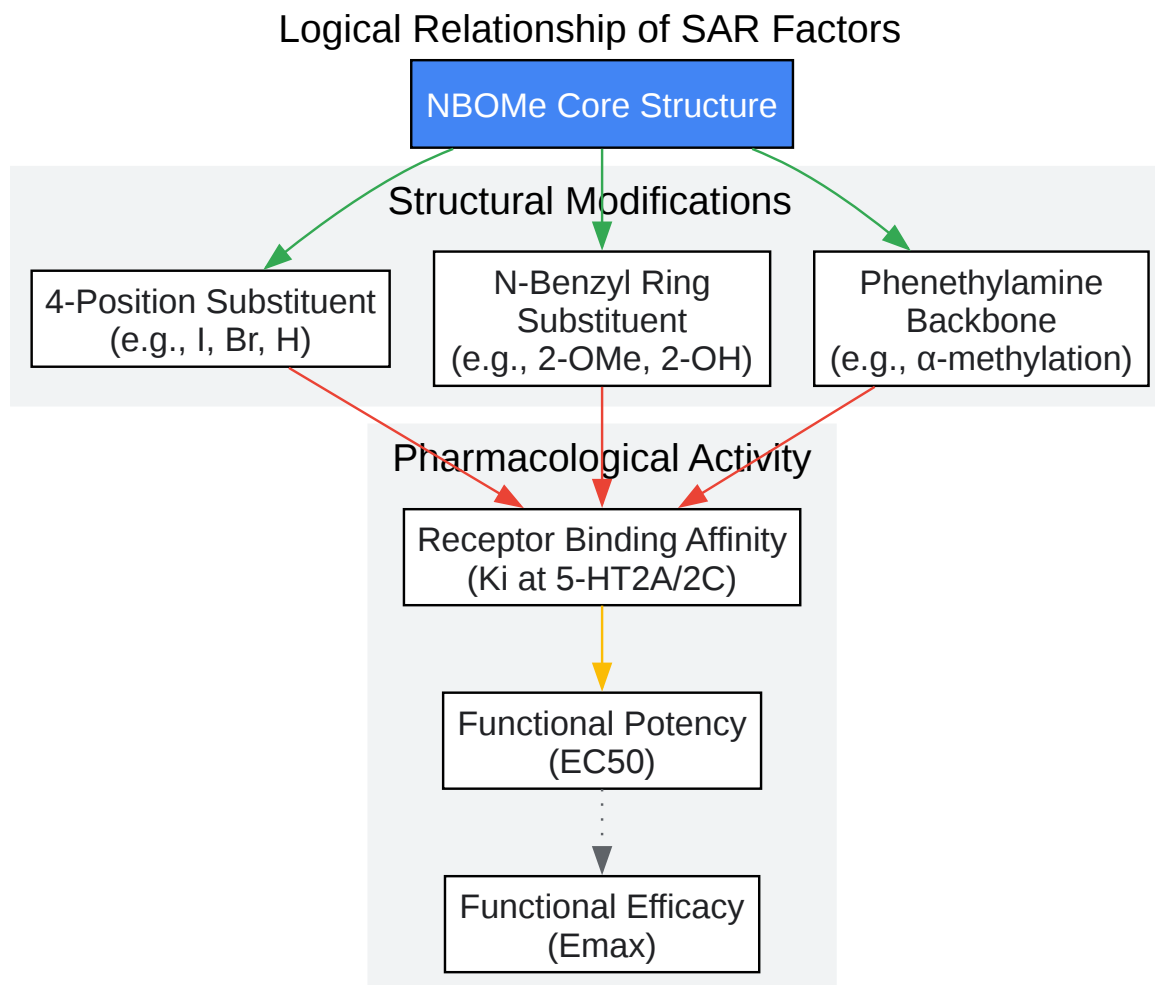 Logical Relationship of SAR Factors
NBOMe Core Structure
Structural Modifications
4-Position Substituent
(e.g., I, Br, H)
N-Benzyl Ring
Substituent
(e.g., 2-OMe, 2-OH)
Phenethylamine
Backbone
(e.g., α-methylation)
Pharmacological Activity
Receptor Binding Affinity
(Ki at 5-HT2A/2C)
Functional Potency
(EC50)
Functional Efficacy
(Emax)